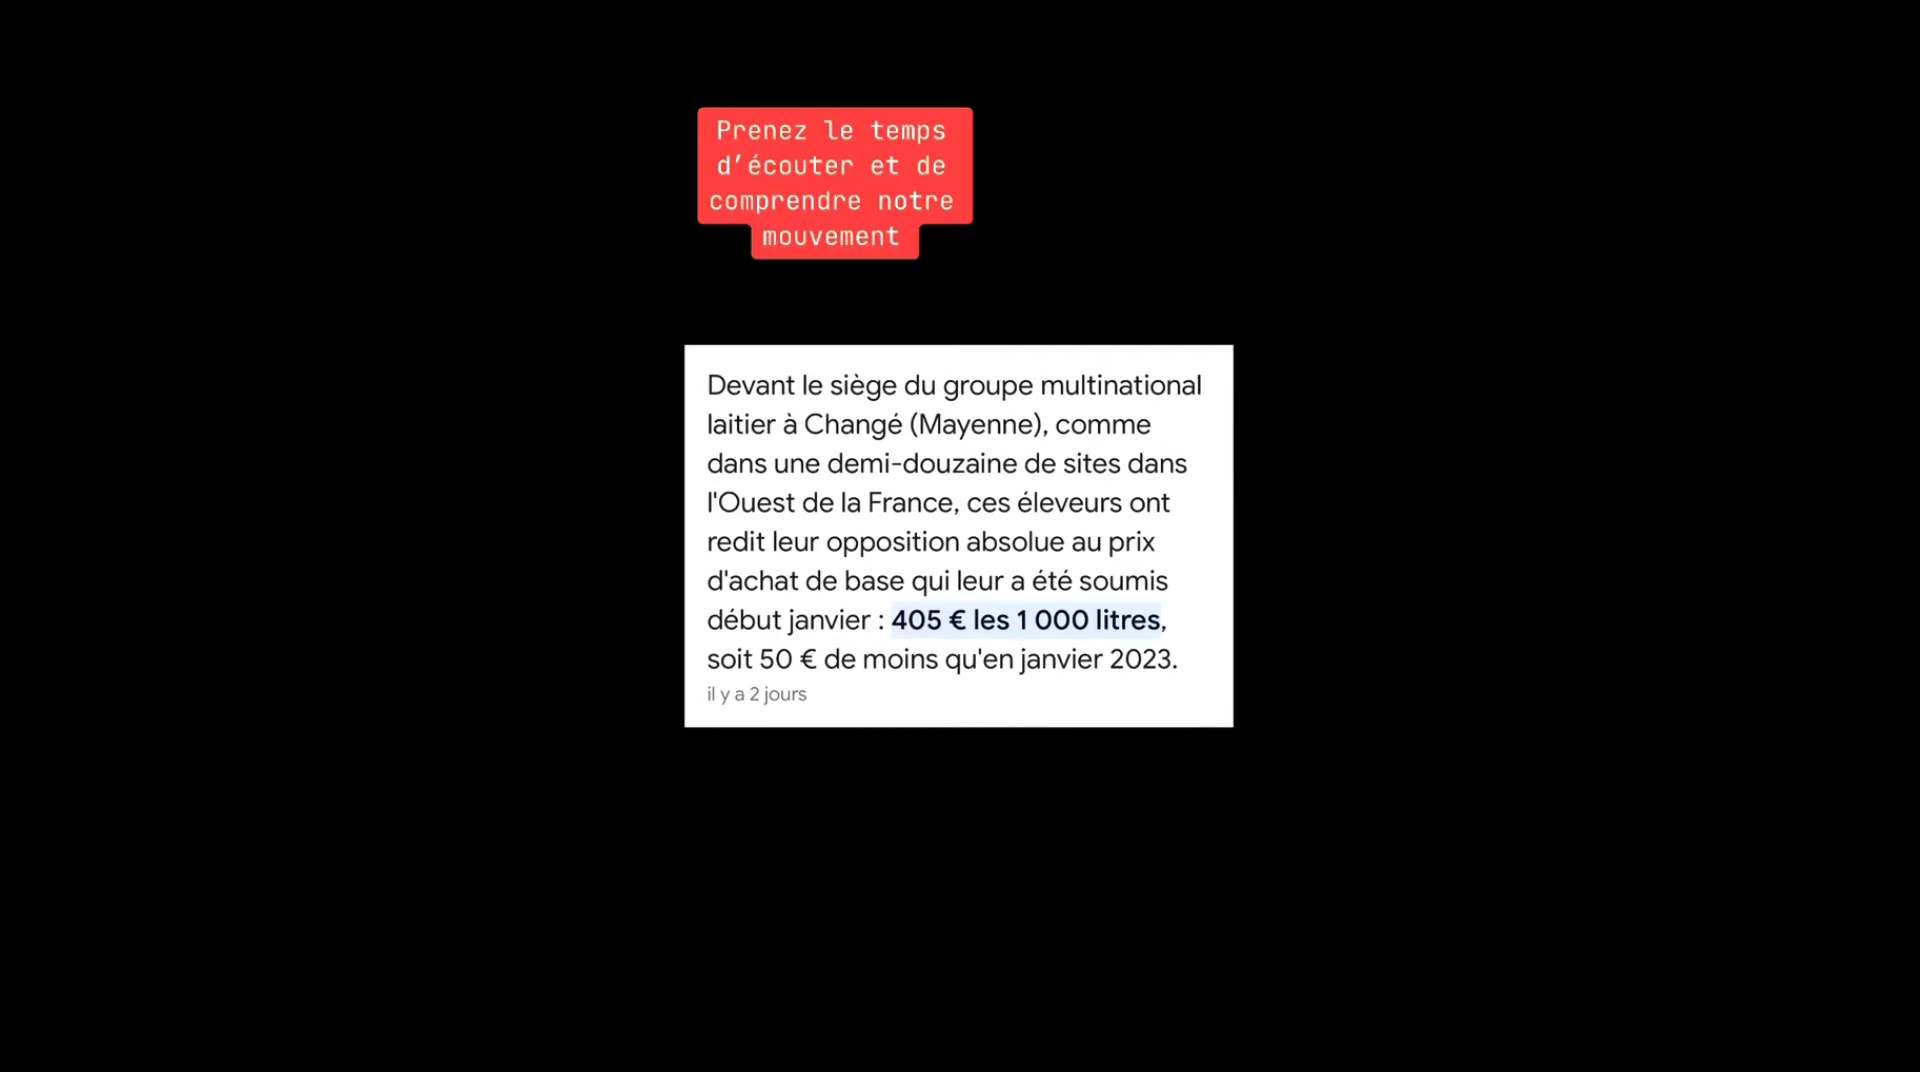 Prenez le temps
d’écouter et de
comprendre notre
mouvement
Devant le siège du groupe multinational
laitier à Changé (Mayenne), comme
dans une demi-douzaine de sites dans
l'Ouest de la France, ces éleveurs ont
redit leur opposition absolue au prix
d'achat de base qui leur a été soumis
début janvier : 405 € les 1 000 litres,
soit 50 € de moins qu'en janvier 2023.
il y a 2 jours